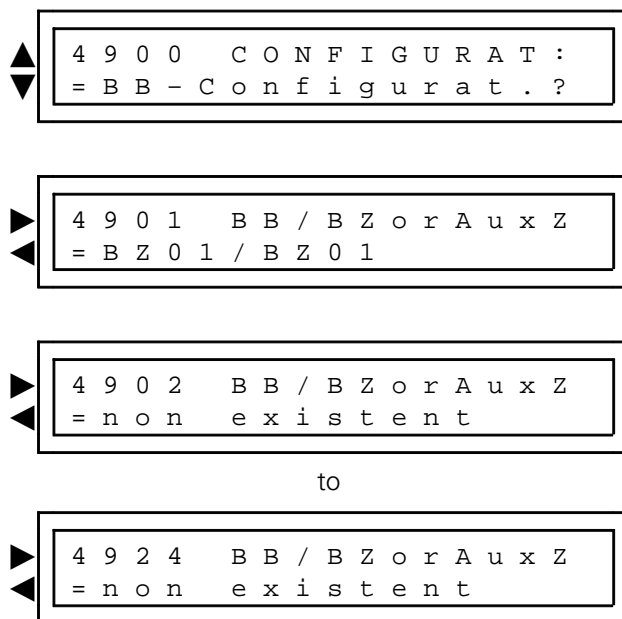 4900 CONFIGURAT:
=BB-Configurat.?
4901 BB/BZorAuxZ
=BZ01/BZ01
4902 BB/BZorAuxZ
=non existent
to
4924 BB/BZorAuxZ
=non existent